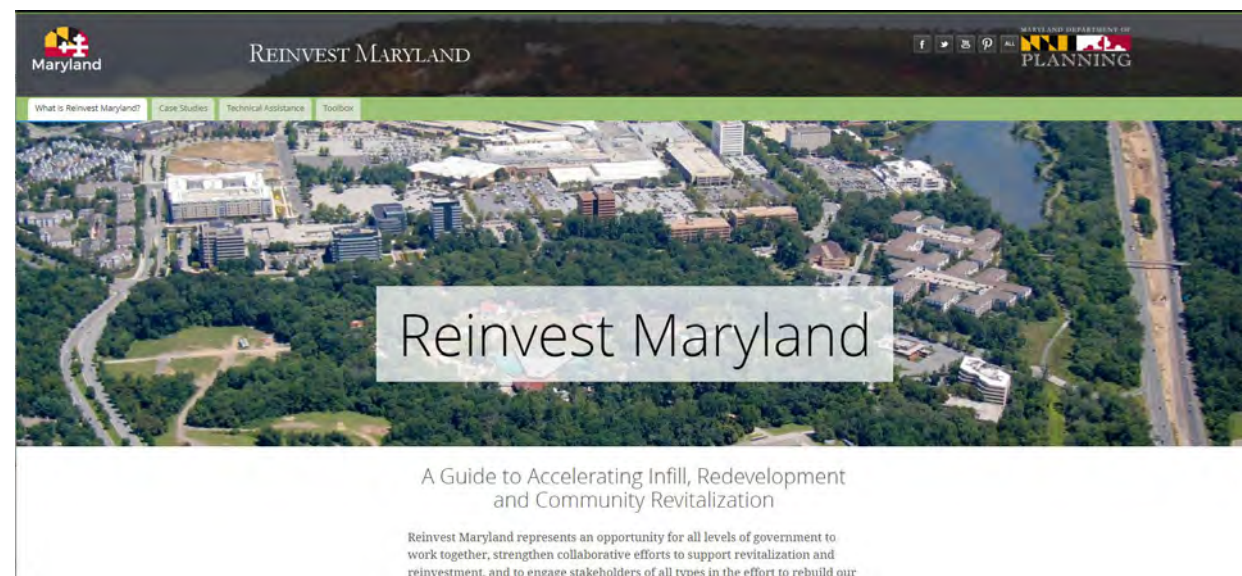 Maryland
REINVEST MARYLAND
f
ALL
MARYLAND DEPARTMENT OF
PLANNING
What is Reinvest Maryland?
Case Studies
Technical Assistance
Toolbox
Reinvest Maryland
A Guide to Accelerating Infill, Redevelopment
and Community Revitalization
Reinvest Maryland represents an opportunity for all levels of government to
work together, strengthen collaborative efforts to support revitalization and
reinvestment, and to engage stakeholders of all types in the effort to rebuild our